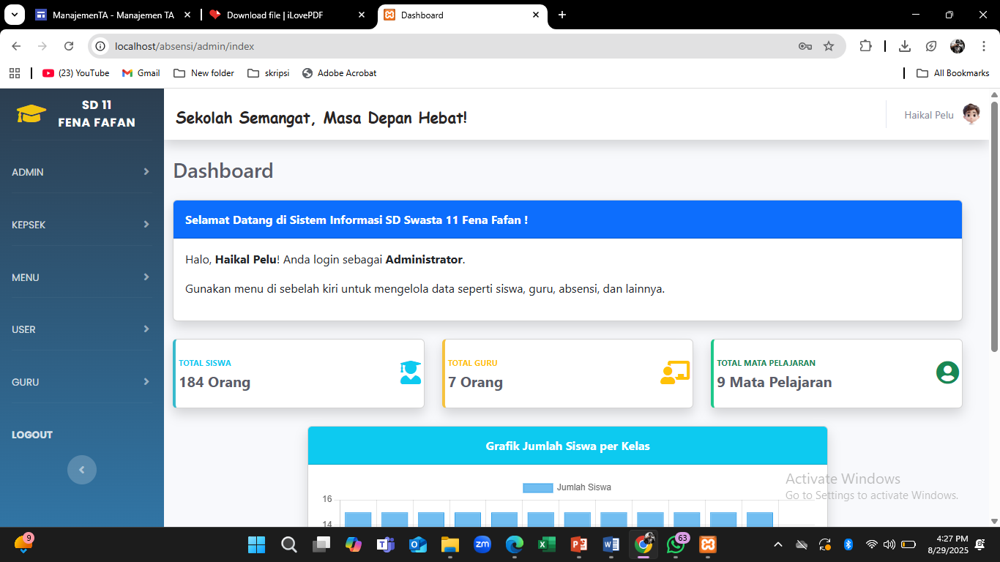 ManajemenTA - Manajemen TA
Download file | iLovePDF
Dashboard
localhost/absensi/admin/index
(23) YouTube
Gmail
New folder
skripsi
Adobe Acrobat
All Bookmarks
SD 11
FENA FAFAN
Sekolah Semangat, Masa Depan Hebat!
Haikal Pelu
ADMIN
KEPSEK
MENU
USER
GURU
LOGOUT
Dashboard
Selamat Datang di Sistem Informasi SD Swasta 11 Fena Fafan !
Halo, Haikal Pelu! Anda login sebagai Administrator.
Gunakan menu di sebelah kiri untuk mengelola data seperti siswa, guru, absensi, dan lainnya.
TOTAL SISWA
184 Orang
TOTAL GURU
7 Orang
TOTAL MATA PELAJARAN
9 Mata Pelajaran
Grafik Jumlah Siswa per Kelas
Jumlah Siswa
16
14
Activate Windows
Go to Settings to activate Windows.
9
zm
63
4:27 PM
8/29/2025